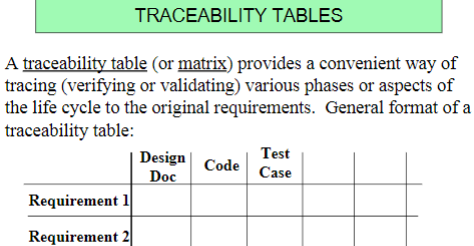 TRACEABILITY TABLES
A traceability table (or matrix) provides a convenient way of
tracing (verifying or validating) various phases or aspects of
the life cycle to the original requirements.  General format of a
traceability table:
Design Doc Code Test Case
Requirement 1
Requirement 2